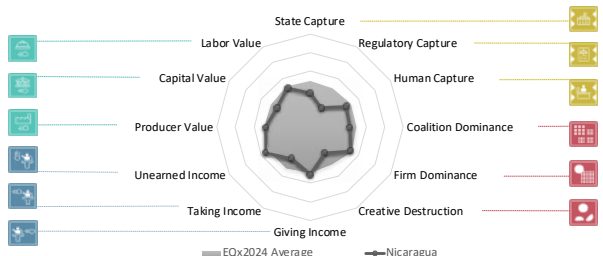 State Capture
Labor Value
Regulatory Capture
Capital Value
Human Capture
Producer Value
Coalition Dominance
Unearned Income
Firm Dominance
Taking Income
Creative Destruction
Giving Income
EQx2024 Average
Nicaragua